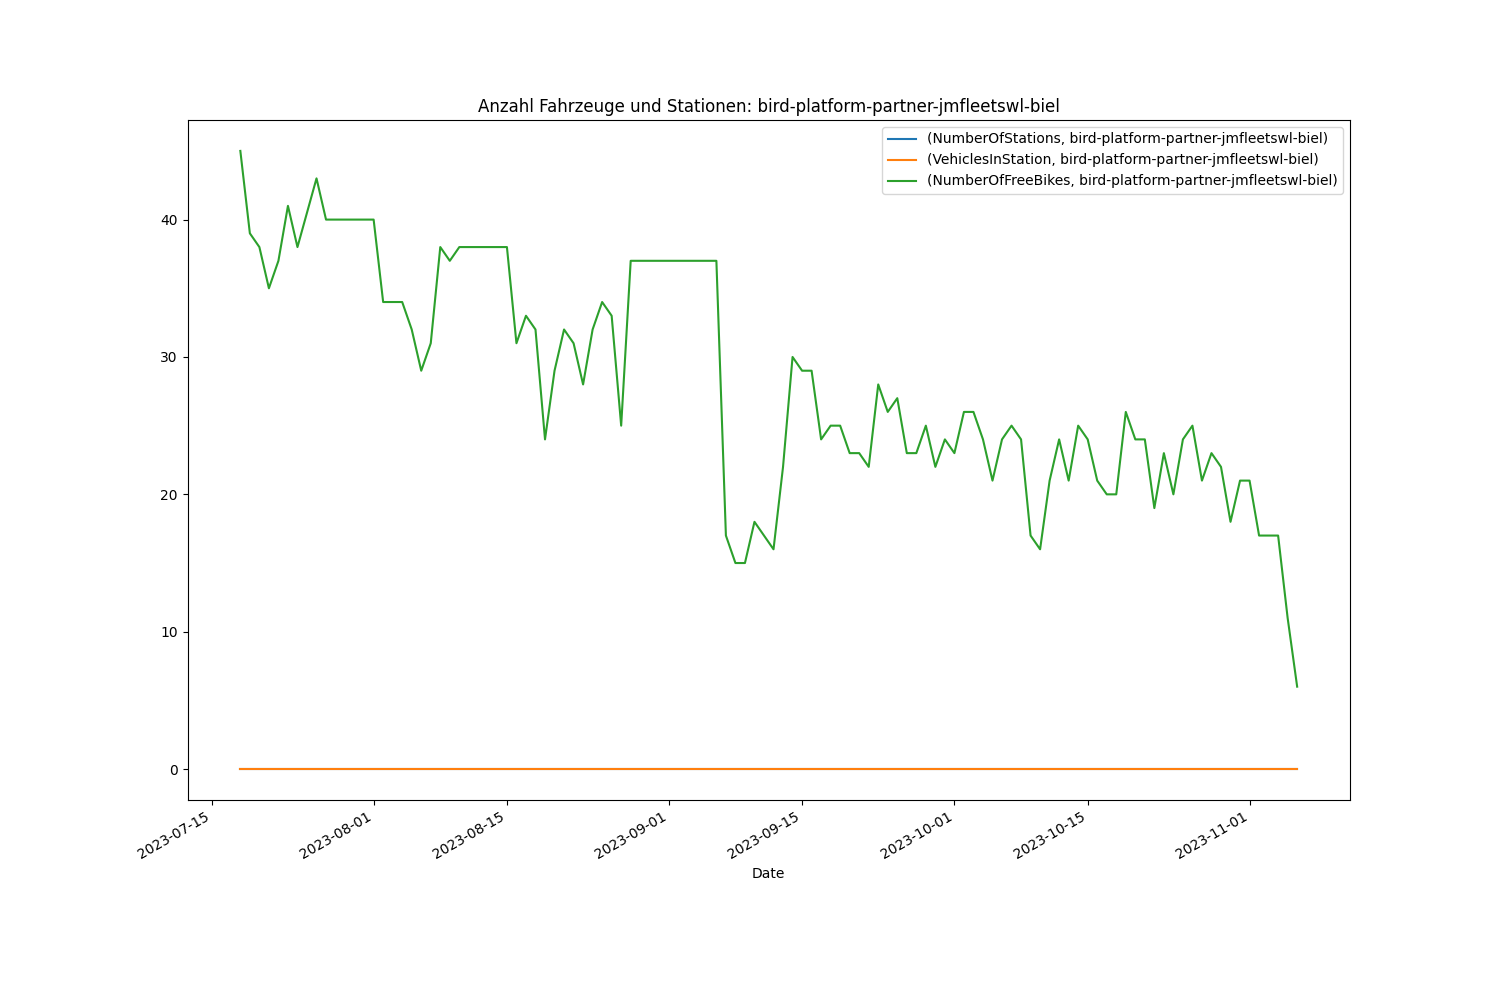 Anzahl Fahrzeuge und Stationen: bird-platform-partner-jmfleetswl-biel
(NumberOfStations, bird-platform-partner-jmfleetswl-biel)
(VehiclesInStation, bird-platform-partner-jmfleetswl-biel)
(NumberOfFreeBikes, bird-platform-partner-jmfleetswl-biel)
40
30
20
10
0
2023-07-15
2023-08-01
2023-08-15
2023-09-01
2023-09-15
2023-10-01
2023-10-15
2023-11-01
Date